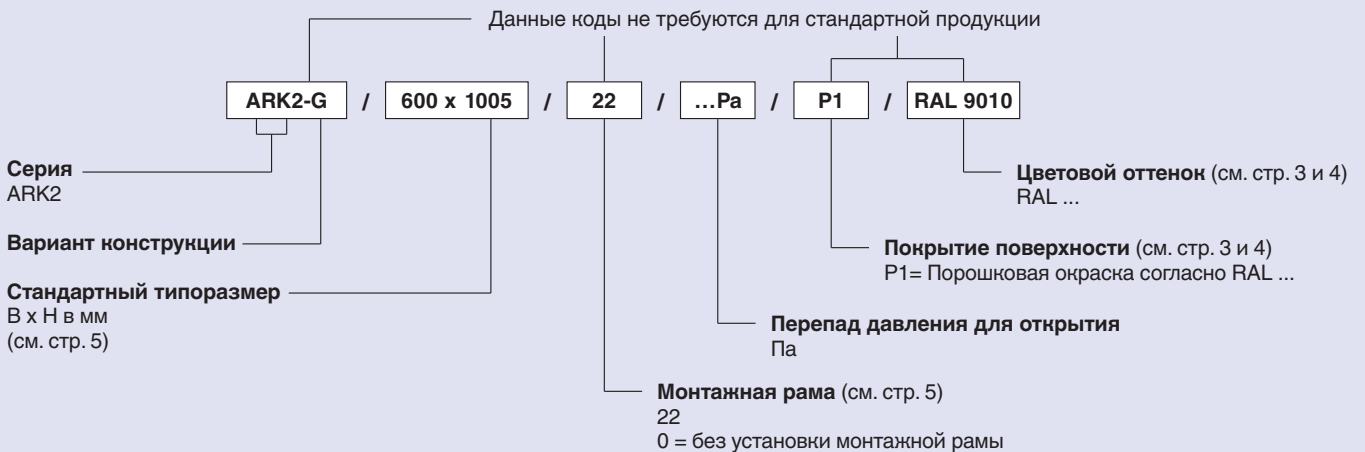 Данные коды не требуются для стандартной продукции
ARK2-G / 600 x 1005 / 22 / ...Pa / P1 / RAL 9010
Серия
ARK2
Вариант конструкции
Стандартный типоразмер
В х Н в мм
(см. стр. 5)
Цветовой оттенок (см. стр. 3 и 4)
RAL ...
Покрытие поверхности (см. стр. 3 и 4)
P1= Порошковая окраска согласно RAL ...
Перепад давления для открытия
Па
Монтажная рама (см. стр. 5)
22
0 = без установки монтажной рамы